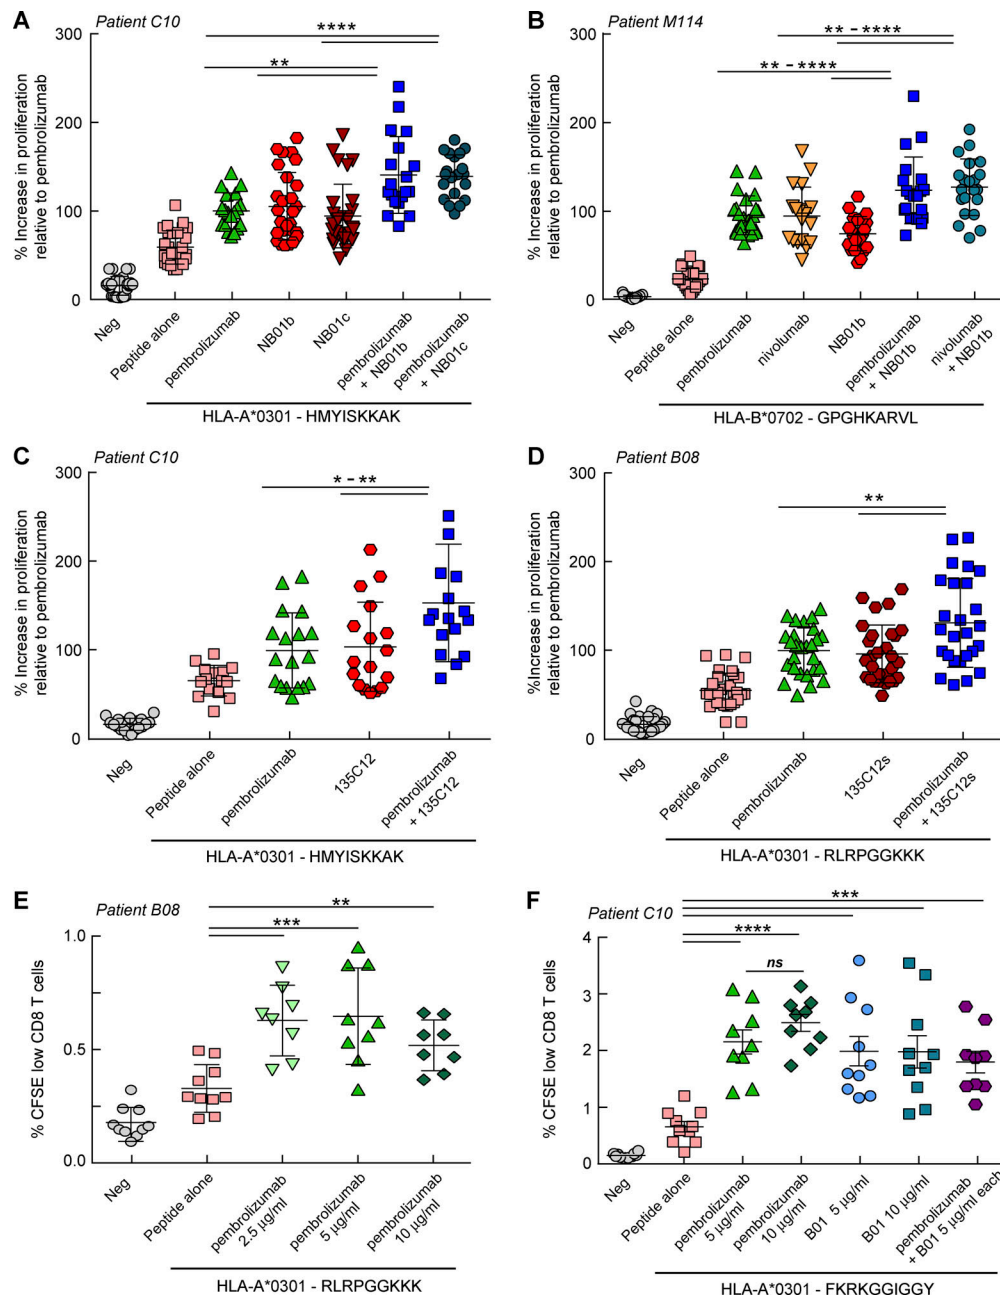 A
Patient C10
% Increase in proliferation
relative to pembrolizumab
300
200
100
0
****
**
Neg
Peptide alone
pembrolizumab
NB01b
NB01c
pembrolizumab
+ NB01b
pembrolizumab
+ NB01c
HLA-A*0301 - HMYISKKAK
B
Patient M114
% Increase in proliferation
relative to pembrolizumab
300
200
100
0
** - ****
** - ****
Neg
Peptide alone
pembrolizumab
nivolumab
NB01b
pembrolizumab
+ NB01b
nivolumab
+ NB01b
HLA-B*0702 - GPGHKARVL
C
Patient C10
% Increase in proliferation
relative to pembrolizumab
300
200
100
0
* - **
Neg
Peptide alone
pembrolizumab
135C12
pembrolizumab
+ 135C12
HLA-A*0301 - HMYISKKAK
D
Patient B08
%Increase in proliferation
relative to pembrolizumab
300
200
100
0
**
Neg
Peptide alone
pembrolizumab
135C12s
pembrolizumab
+ 135C12s
HLA-A*0301 - RLRPGGKKK
E
Patient B08
% CFSE low CD8 T cells
1.0
0.5
0.0
**
***
Neg
Peptide alone
pembrolizumab
2.5 µg/ml
pembrolizumab
5 µg/ml
pembrolizumab
10 µg/ml
HLA-A*0301 - RLRPGGKKK
F
Patient C10
% CFSE low CD8 T cells
4
3
2
1
0
***
****
ns
Neg
Peptide alone
pembrolizumab
5 µg/ml
pembrolizumab
10 µg/ml
B01 5 µg/ml
B01 10 µg/ml
pembrolizumab
+ B01 5 µg/ml each
HLA-A*0301 - FKRKGGIGGY